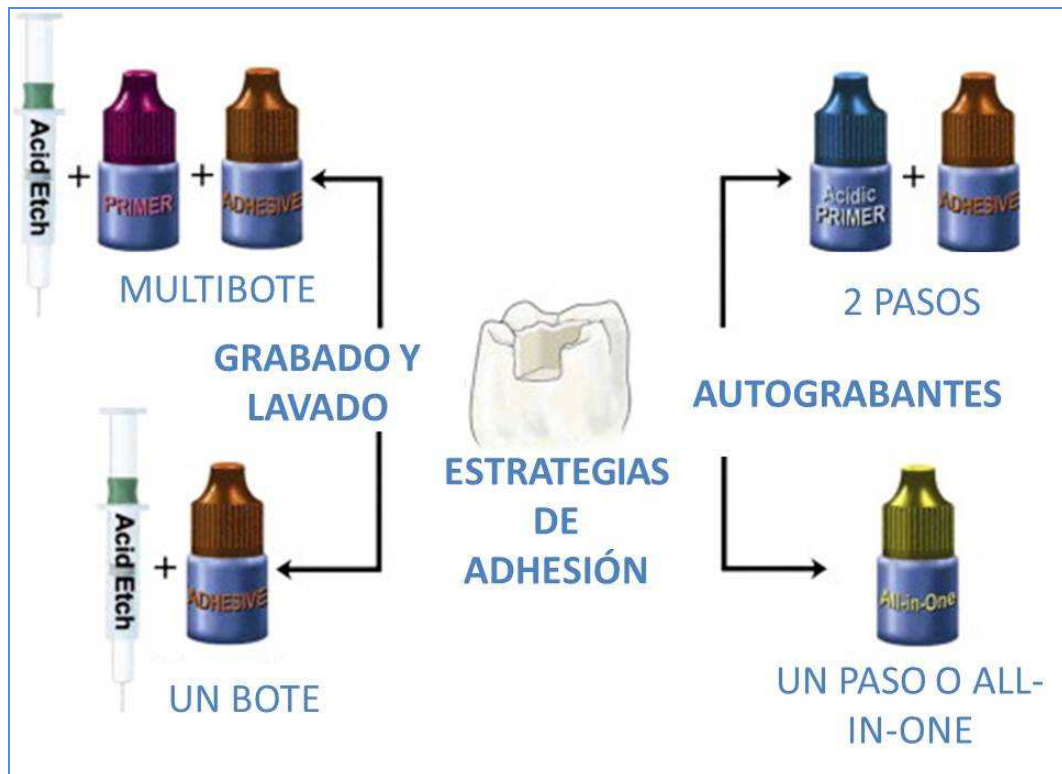 Acid Etch
+
PRIMER
+
ADHESIVE
MULTIBOTE
Acidic
PRIMER
+
ADHESIVE
2 PASOS
GRABADO Y
LAVADO
AUTOGRABANTES
ESTRATEGIAS
DE
ADHESIÓN
Acid Etch
+
ADHESIVE
UN BOTE
All-in-One
UN PASO O ALL-
IN-ONE